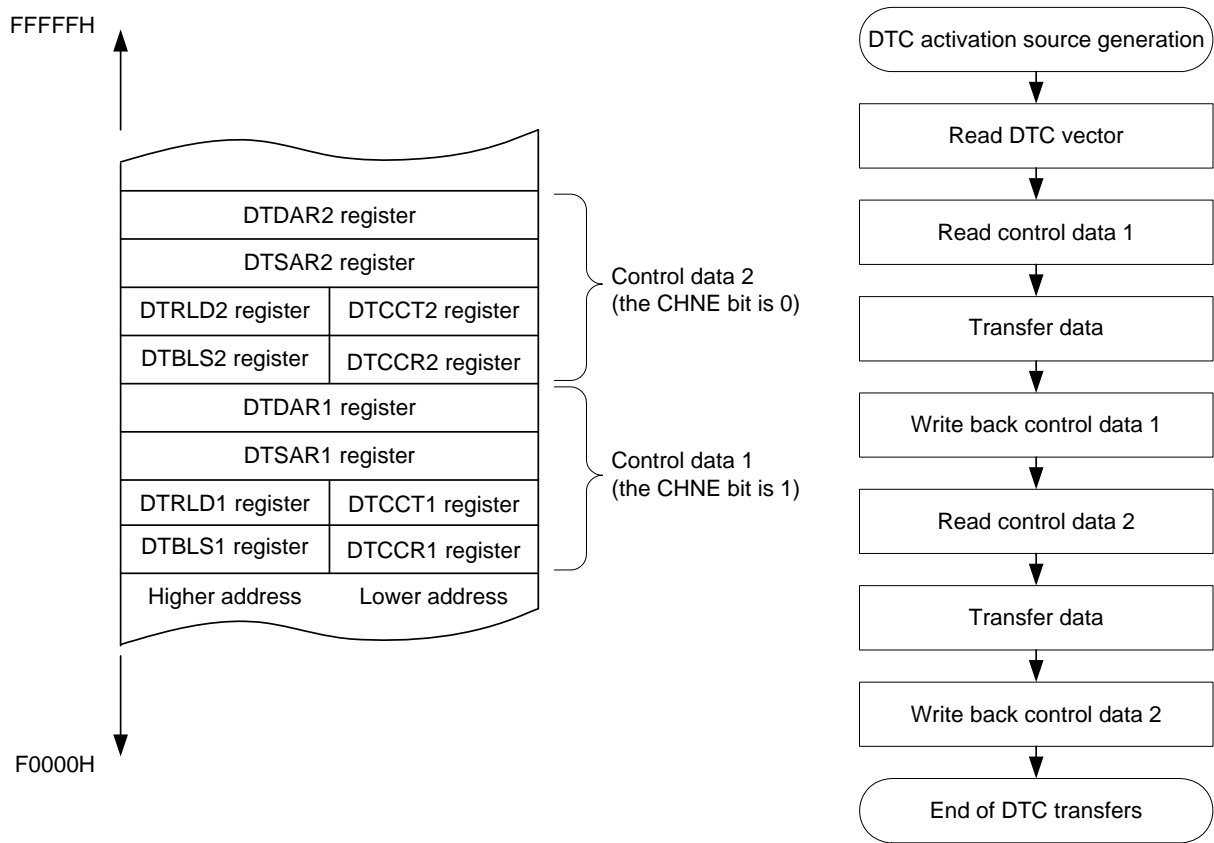 FFFFFH
DTDAR2 register
DTSAR2 register
DTRLD2 register DTCCT2 register
DTBLS2 register DTCCR2 register
DTDAR1 register
DTSAR1 register
DTRLD1 register DTCCT1 register
DTBLS1 register DTCCR1 register
Higher address Lower address
F0000H
Control data 2
(the CHNE bit is 0)
Control data 1
(the CHNE bit is 1)
DTC activation source generation
Read DTC vector
Read control data 1
Transfer data
Write back control data 1
Read control data 2
Transfer data
Write back control data 2
End of DTC transfers